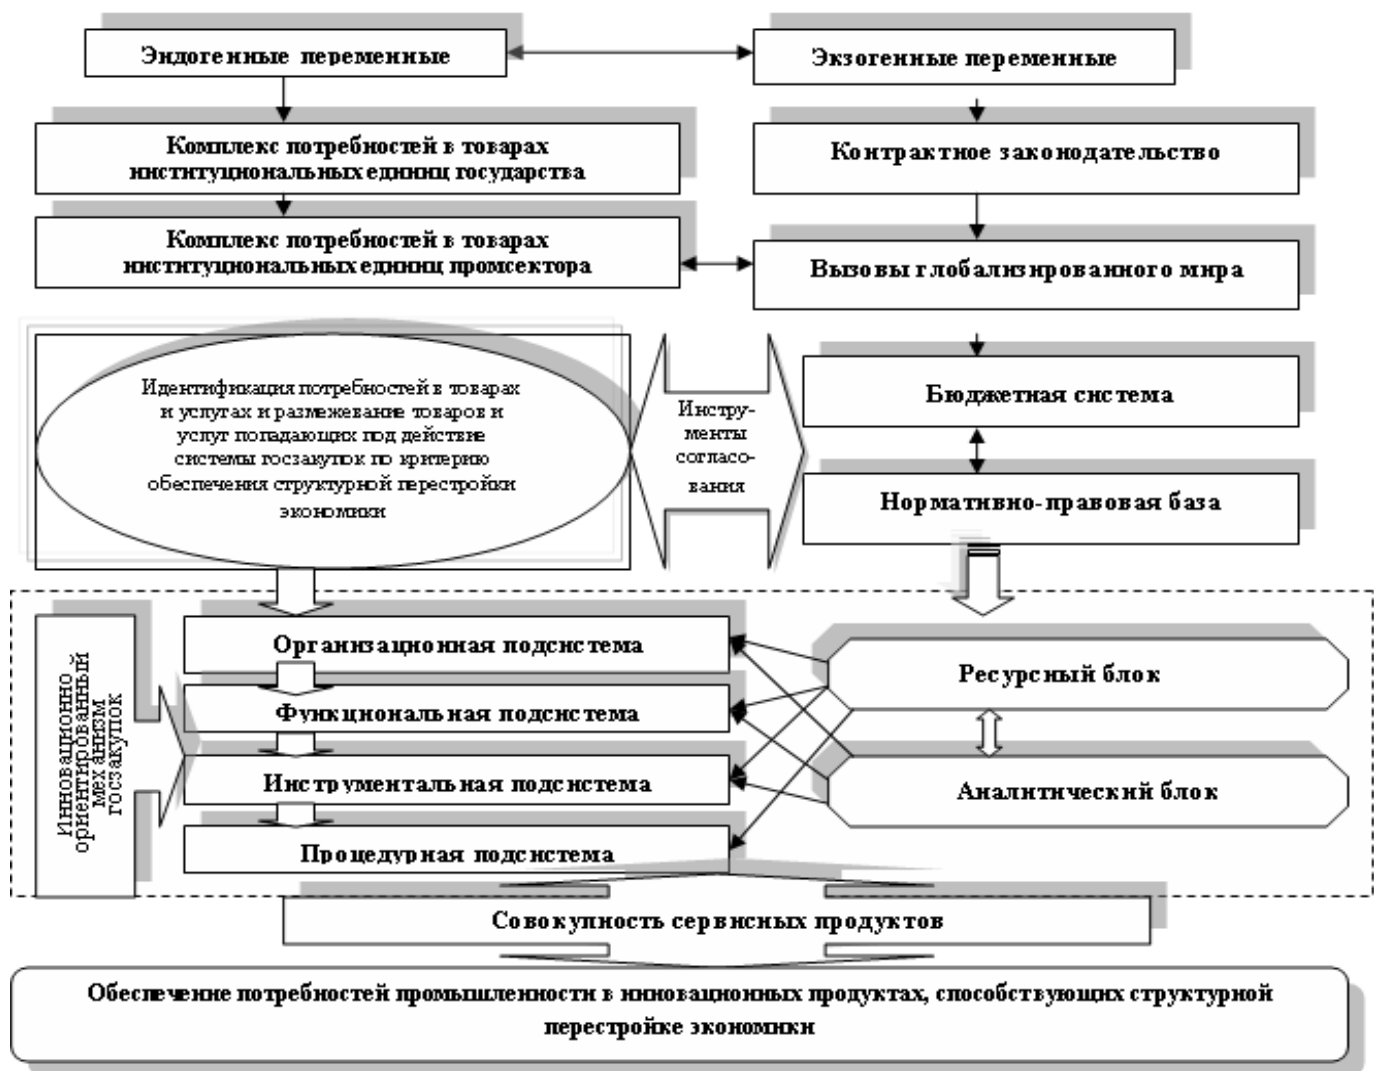 Эндогенные переменные
Экзогенные переменные
Комплекс потребностей в товарах
институциональных единиц государства
Контрактное законодательство
Комплекс потребностей в товарах
институциональных единиц промсектора
Вызовы глобализированного мира
Идентификация потребностей в товарах
и услугах и размежевание товаров и
услуг попадающих под действие
системы госзакупок по критерию
обеспечения структурной перестройки
экономики
Инстру-
менты
согласо-
вания
Бюджетная система
Нормативно-правовая база
Инновационно
ориентированный
механизм
госзакупок
Организационная подсистема
Функциональная подсистема
Инструментальная подсистема
Процедурная подсистема
Ресурсный блок
Аналитический блок
Совокупность сервисных продуктов
Обеспечение потребностей промышленности в инновационных продуктах, способствующих структурной
перестройке экономики